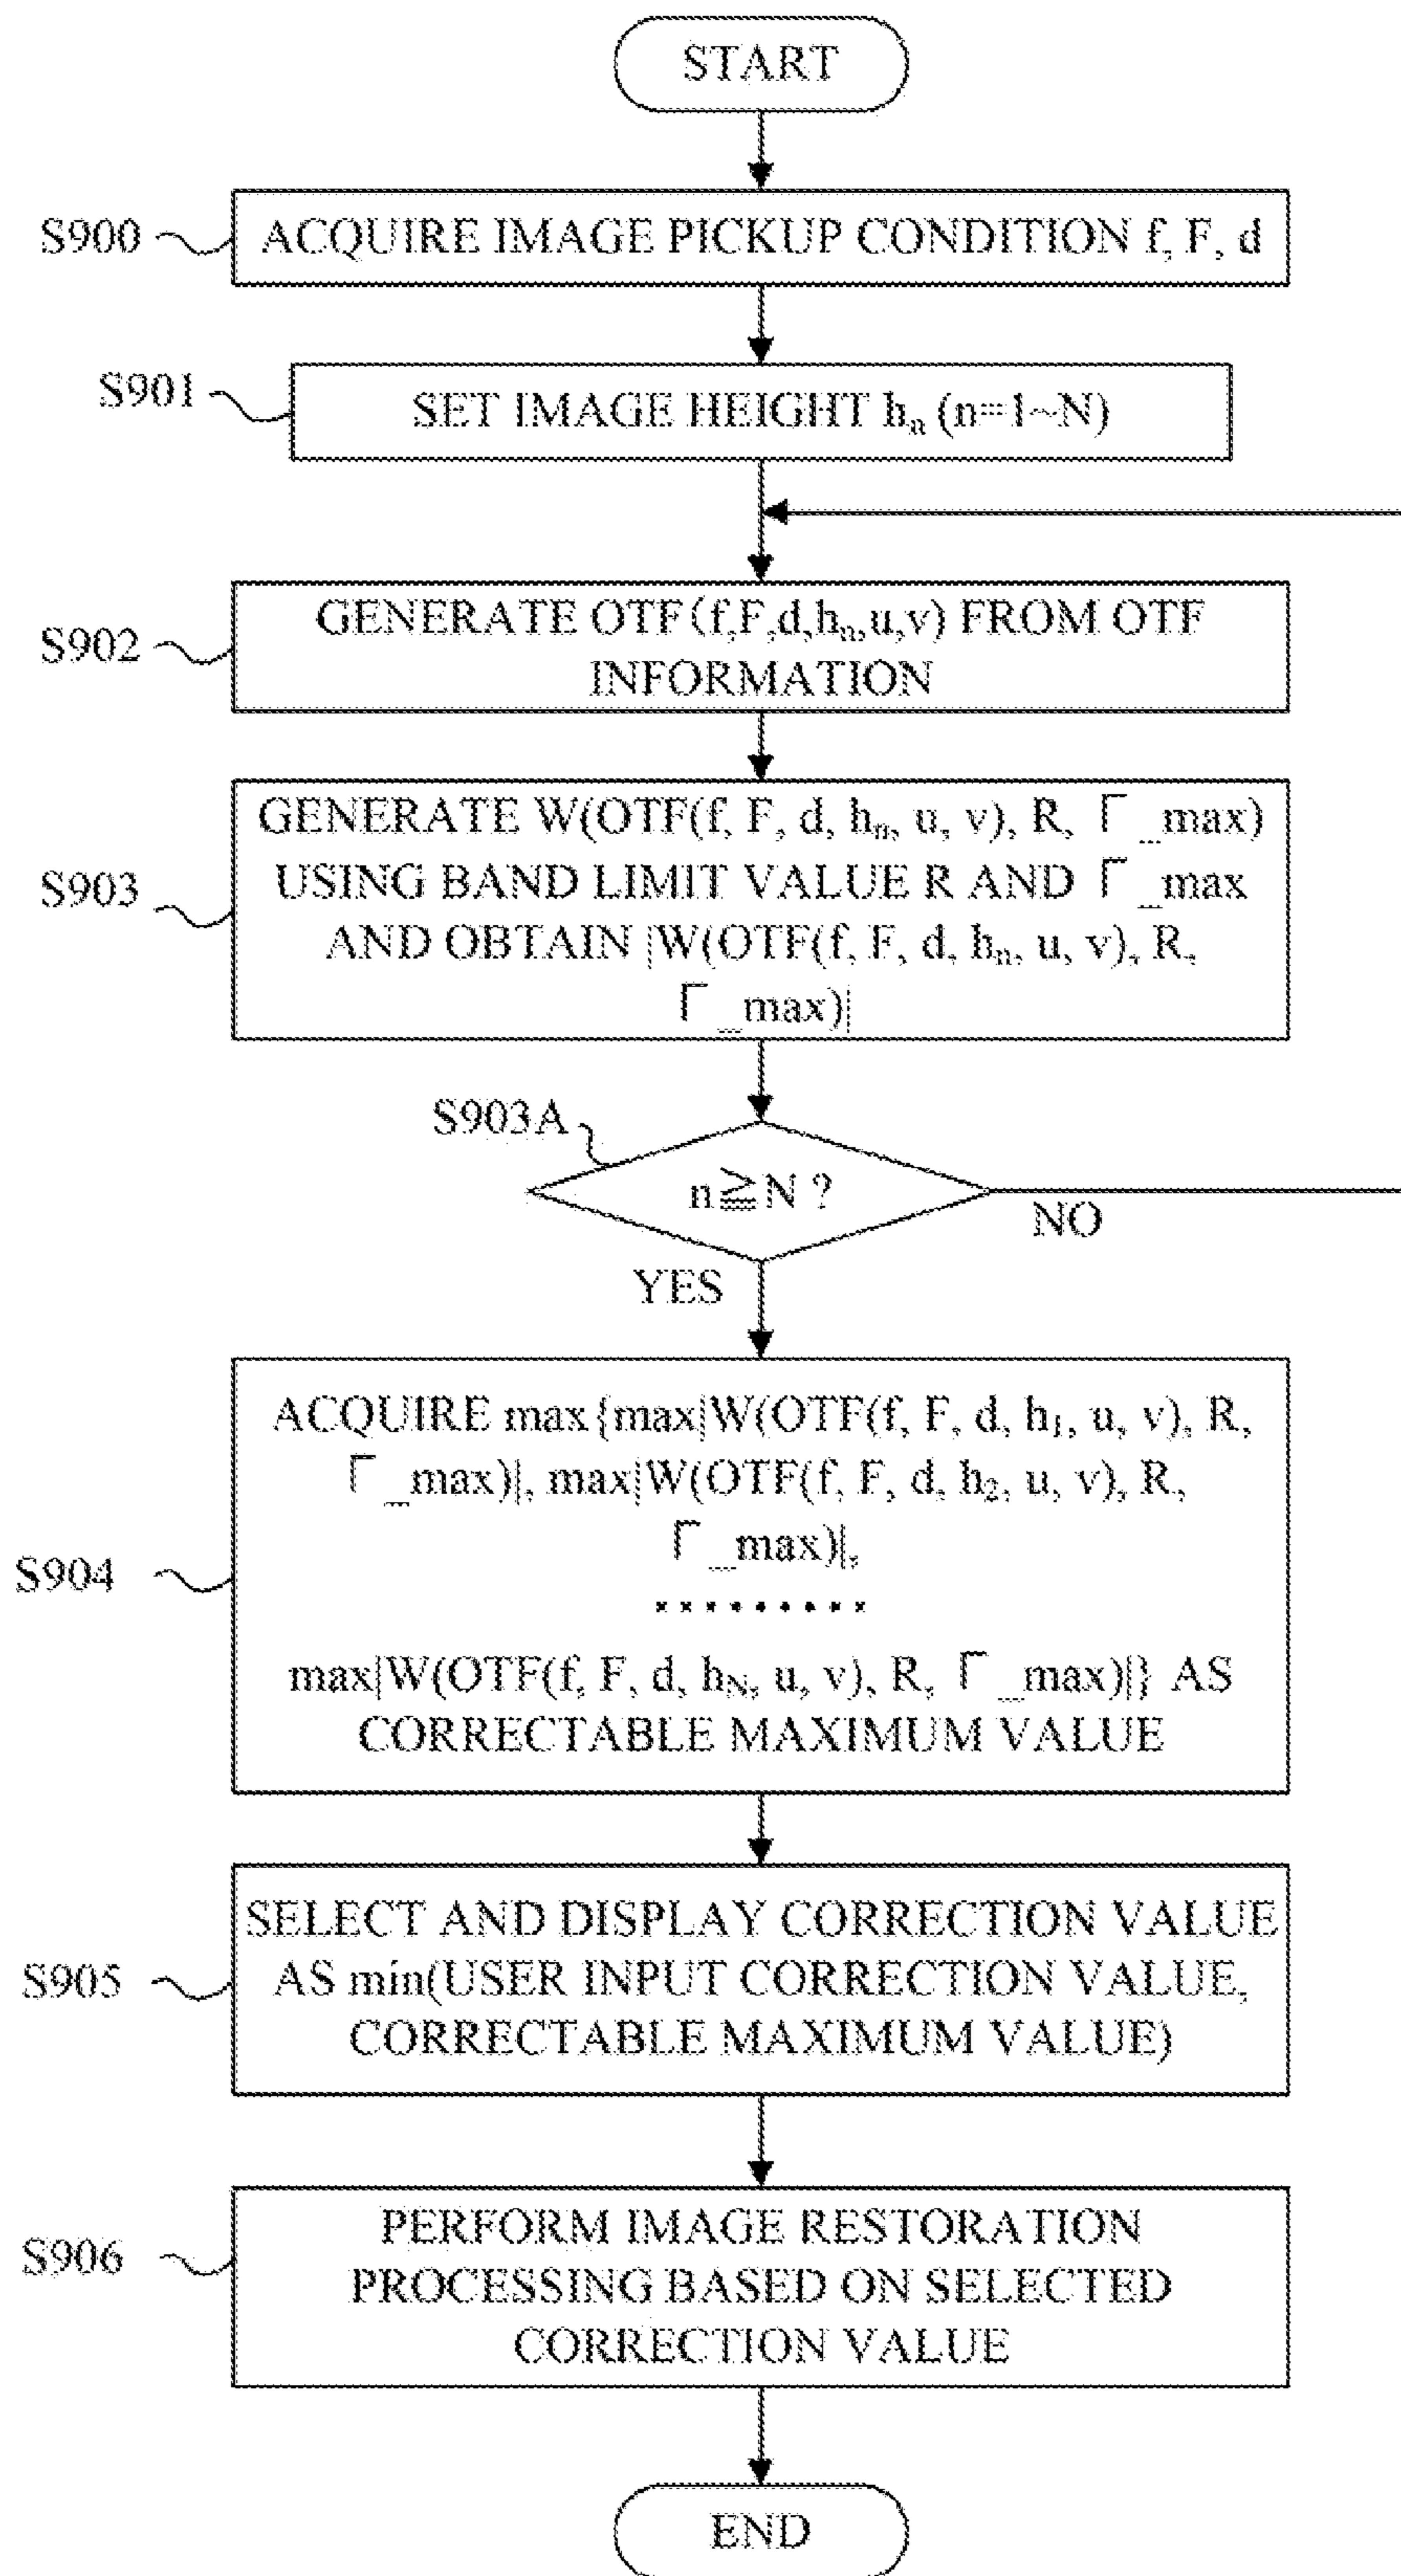 START
S900
ACQUIRE IMAGE PICKUP CONDITION f, F, d
S901
SET IMAGE HEIGHT hₙ (n=1~N)
S902
GENERATE OTF(f,F,d,hₙ,u,v) FROM OTF
INFORMATION
S903
GENERATE W(OTF(f, F, d, hₙ, u, v), R, Γ_max)
USING BAND LIMIT VALUE R AND Γ_max
AND OBTAIN |W(OTF(f, F, d, hₙ, u, v), R,
Γ_max)|
S903A
n≧N ?
NO
YES
S904
ACQUIRE max{max|W(OTF(f, F, d, h₁, u, v), R,
Γ_max)|, max|W(OTF(f, F, d, h₂, u, v), R,
Γ_max)|,
·········
max|W(OTF(f, F, d, h_N, u, v), R, Γ_max)|} AS
CORRECTABLE MAXIMUM VALUE
S905
SELECT AND DISPLAY CORRECTION VALUE
AS min(USER INPUT CORRECTION VALUE,
CORRECTABLE MAXIMUM VALUE)
S906
PERFORM IMAGE RESTORATION
PROCESSING BASED ON SELECTED
CORRECTION VALUE
END